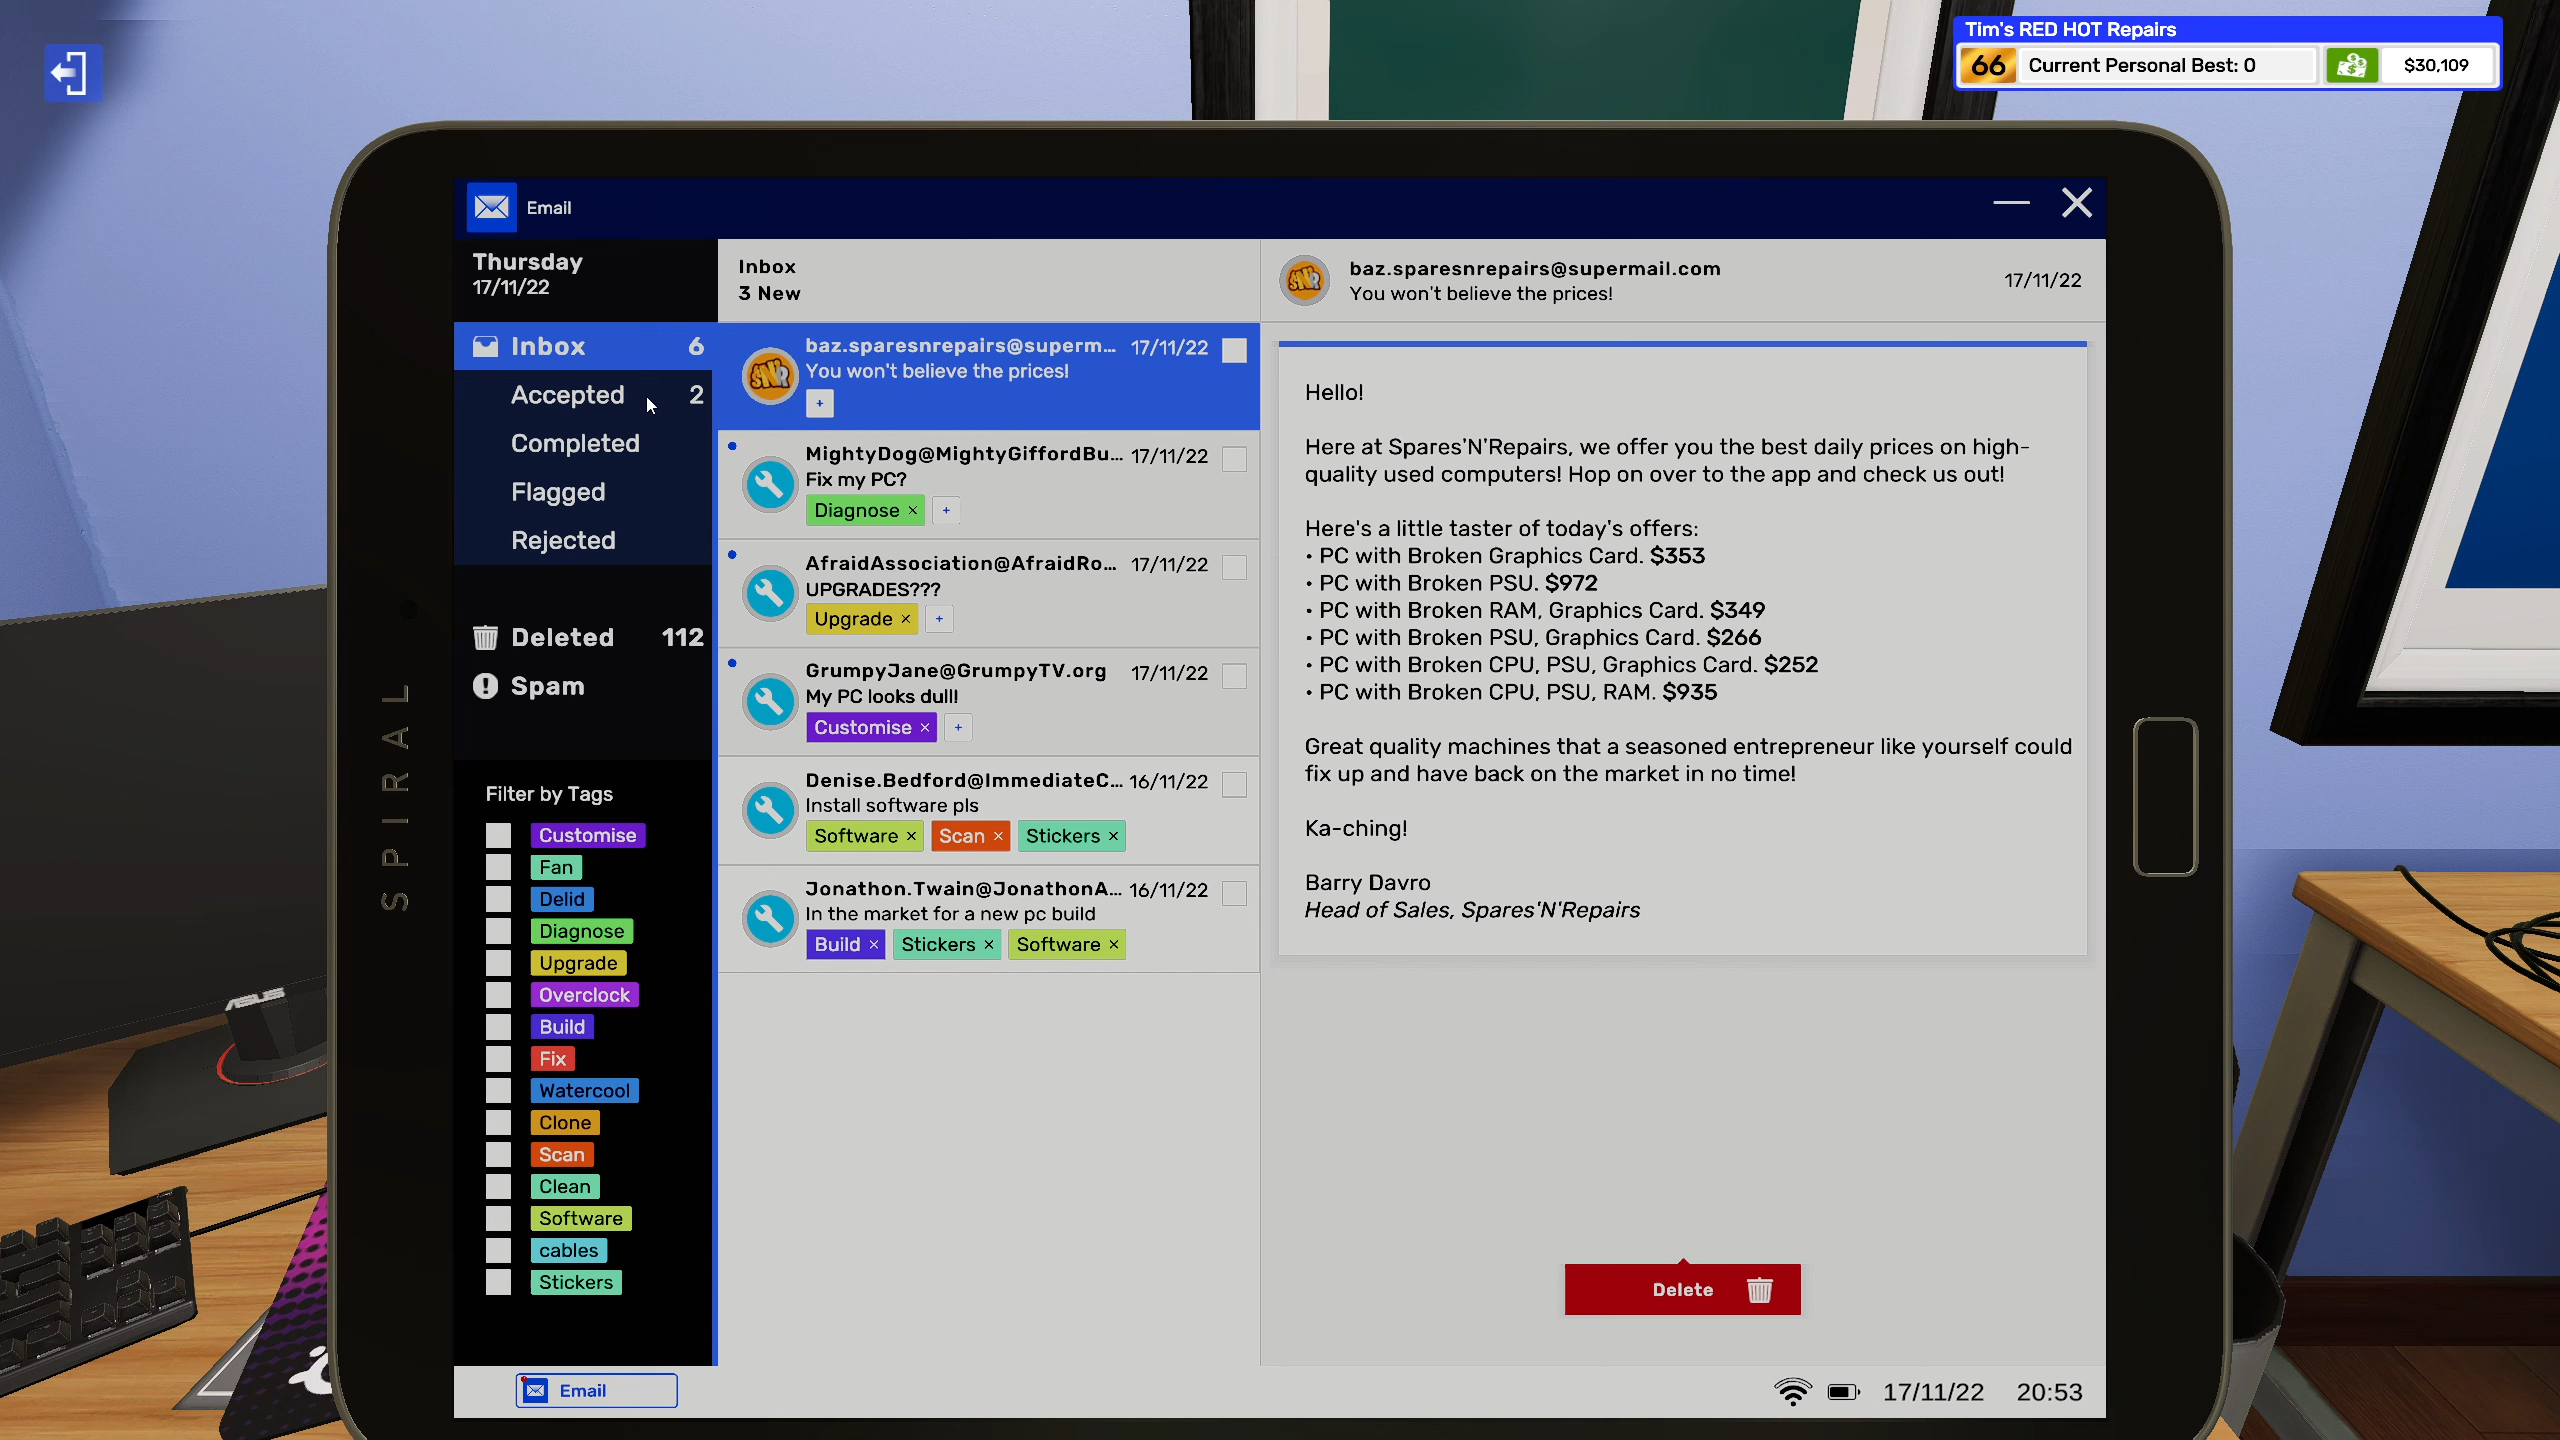 Tim's RED HOT Repairs
66
Current Personal Best: 0
$30,109
Email
Thursday
17/11/22
Inbox 6
Accepted 2
Completed
Flagged
Rejected
Deleted 112
Spam
Filter by Tags
Customise
Fan
Delid
Diagnose
Upgrade
Overclock
Build
Fix
Watercool
Clone
Scan
Clean
Software
cables
Stickers
Inbox
3 New
baz.sparesnrepairs@superm... 17/11/22
You won't believe the prices!
+
MightyDog@MightyGiffordBu... 17/11/22
Fix my PC?
Diagnose × +
AfraidAssociation@AfraidRo... 17/11/22
UPGRADES???
Upgrade × +
GrumpyJane@GrumpyTV.org 17/11/22
My PC looks dull!
Customise × +
Denise.Bedford@ImmediateC... 16/11/22
Install software pls
Software × Scan × Stickers ×
Jonathon.Twain@JonathonA... 16/11/22
In the market for a new pc build
Build × Stickers × Software ×
SNR
baz.sparesnrepairs@supermail.com 17/11/22
You won't believe the prices!
Hello!
Here at Spares'N'Repairs, we offer you the best daily prices on high-
quality used computers! Hop on over to the app and check us out!
Here's a little taster of today's offers:
• PC with Broken Graphics Card. $353
• PC with Broken PSU. $972
• PC with Broken RAM, Graphics Card. $349
• PC with Broken PSU, Graphics Card. $266
• PC with Broken CPU, PSU, Graphics Card. $252
• PC with Broken CPU, PSU, RAM. $935
Great quality machines that a seasoned entrepreneur like yourself could
fix up and have back on the market in no time!
Ka-ching!
Barry Davro
Head of Sales, Spares'N'Repairs
Delete
Email
17/11/22 20:53
SPIRAL
ASUS